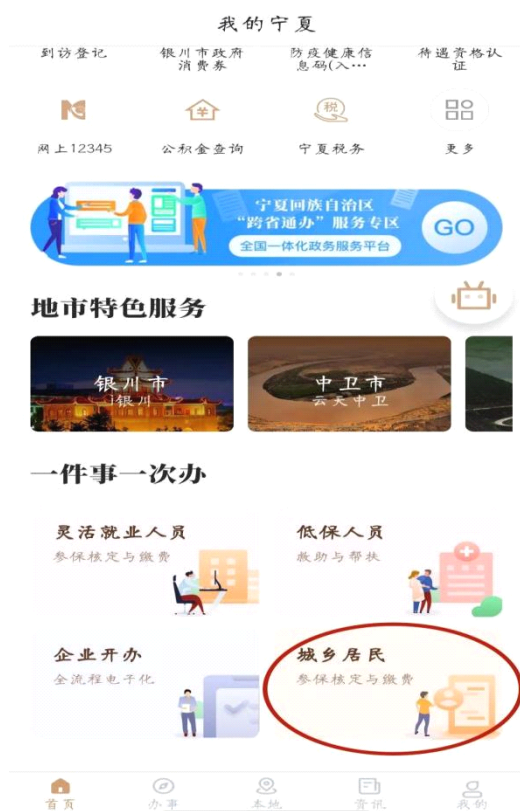 我的宁夏
到访登记 银川市政府 防疫健康信 待遇资格认
消费券 息码(入… 证
税
网上12345 公积金查询 宁夏税务 更多
宁夏回族自治区
“跨省通办”服务专区
GO
全国一体化政务服务平台
地市特色服务
银川市 中卫市
i银川 云天中卫
一件事一次办
灵活就业人员 低保人员
参保核定与缴费 救助与帮扶
企业开办 城乡居民
全流程电子化 参保核定与缴费
首页 办事 本地 资讯 我的